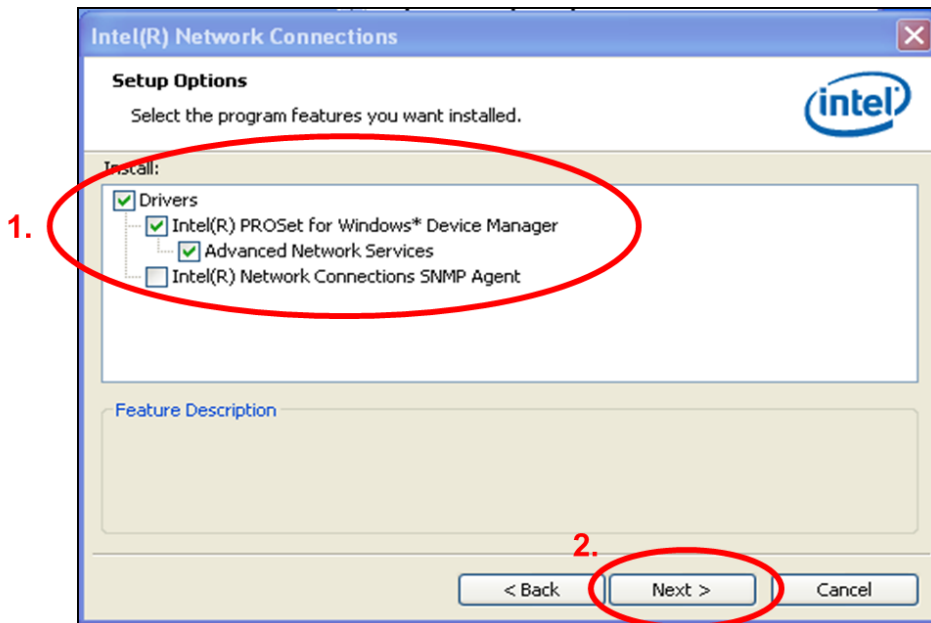 Intel(R) Network Connections
Setup Options
Select the program features you want installed.
intel
Install:
1.
Drivers
Intel(R) PROSet for Windows* Device Manager
Advanced Network Services
Intel(R) Network Connections SNMP Agent
Feature Description
2.
< Back
Next >
Cancel